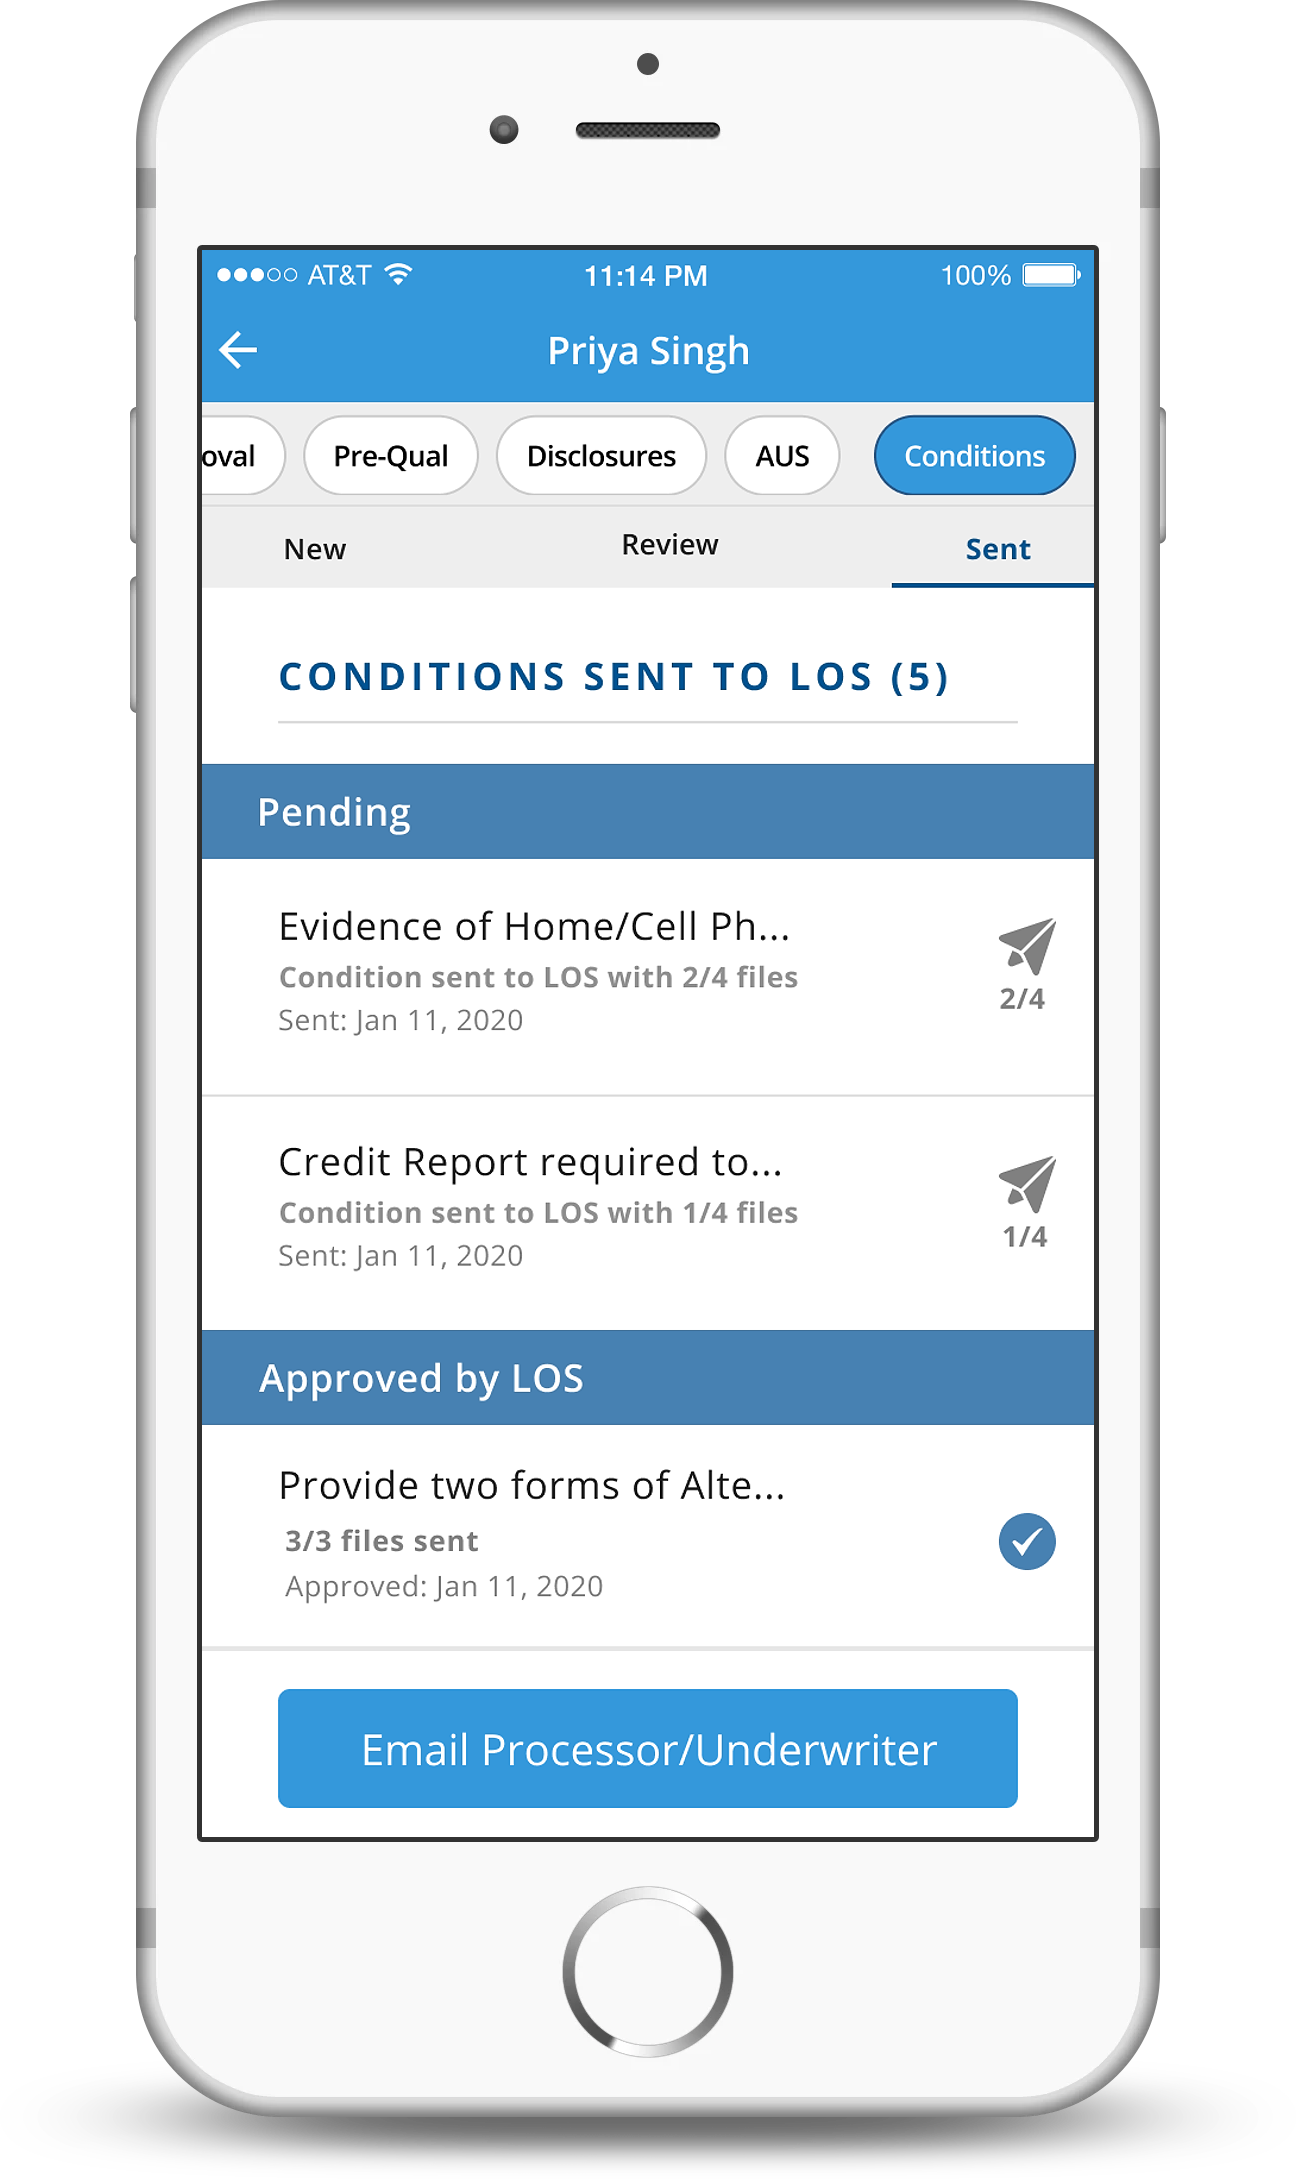 AT&T 11:14 PM 100%
Priya Singh
oval Pre-Qual Disclosures AUS Conditions
New Review Sent
CONDITIONS SENT TO LOS (5)
Pending
Evidence of Home/Cell Ph...
Condition sent to LOS with 2/4 files
2/4
Sent: Jan 11, 2020
Credit Report required to...
Condition sent to LOS with 1/4 files
1/4
Sent: Jan 11, 2020
Approved by LOS
Provide two forms of Alte...
3/3 files sent
Approved: Jan 11, 2020
Email Processor/Underwriter